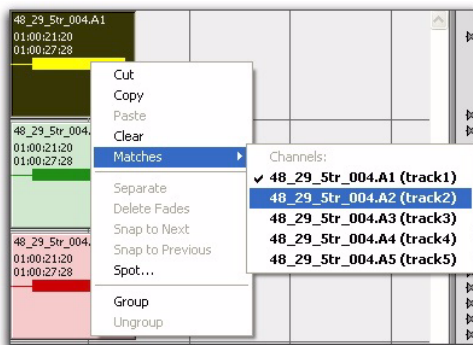 48_29_5tr_004.A1
01:00:21:20
01:00:27:28
48_29_5tr_004.
01:00:21:20
01:00:27:28
48_29_5tr_004.
01:00:21:20
01:00:27:28
Cut
Copy
Paste
Clear
Matches
Separate
Delete Fades
Snap to Next
Snap to Previous
Spot...
Group
Ungroup
Channels:
48_29_5tr_004.A1 (track1)
48_29_5tr_004.A2 (track2)
48_29_5tr_004.A3 (track3)
48_29_5tr_004.A4 (track4)
48_29_5tr_004.A5 (track5)